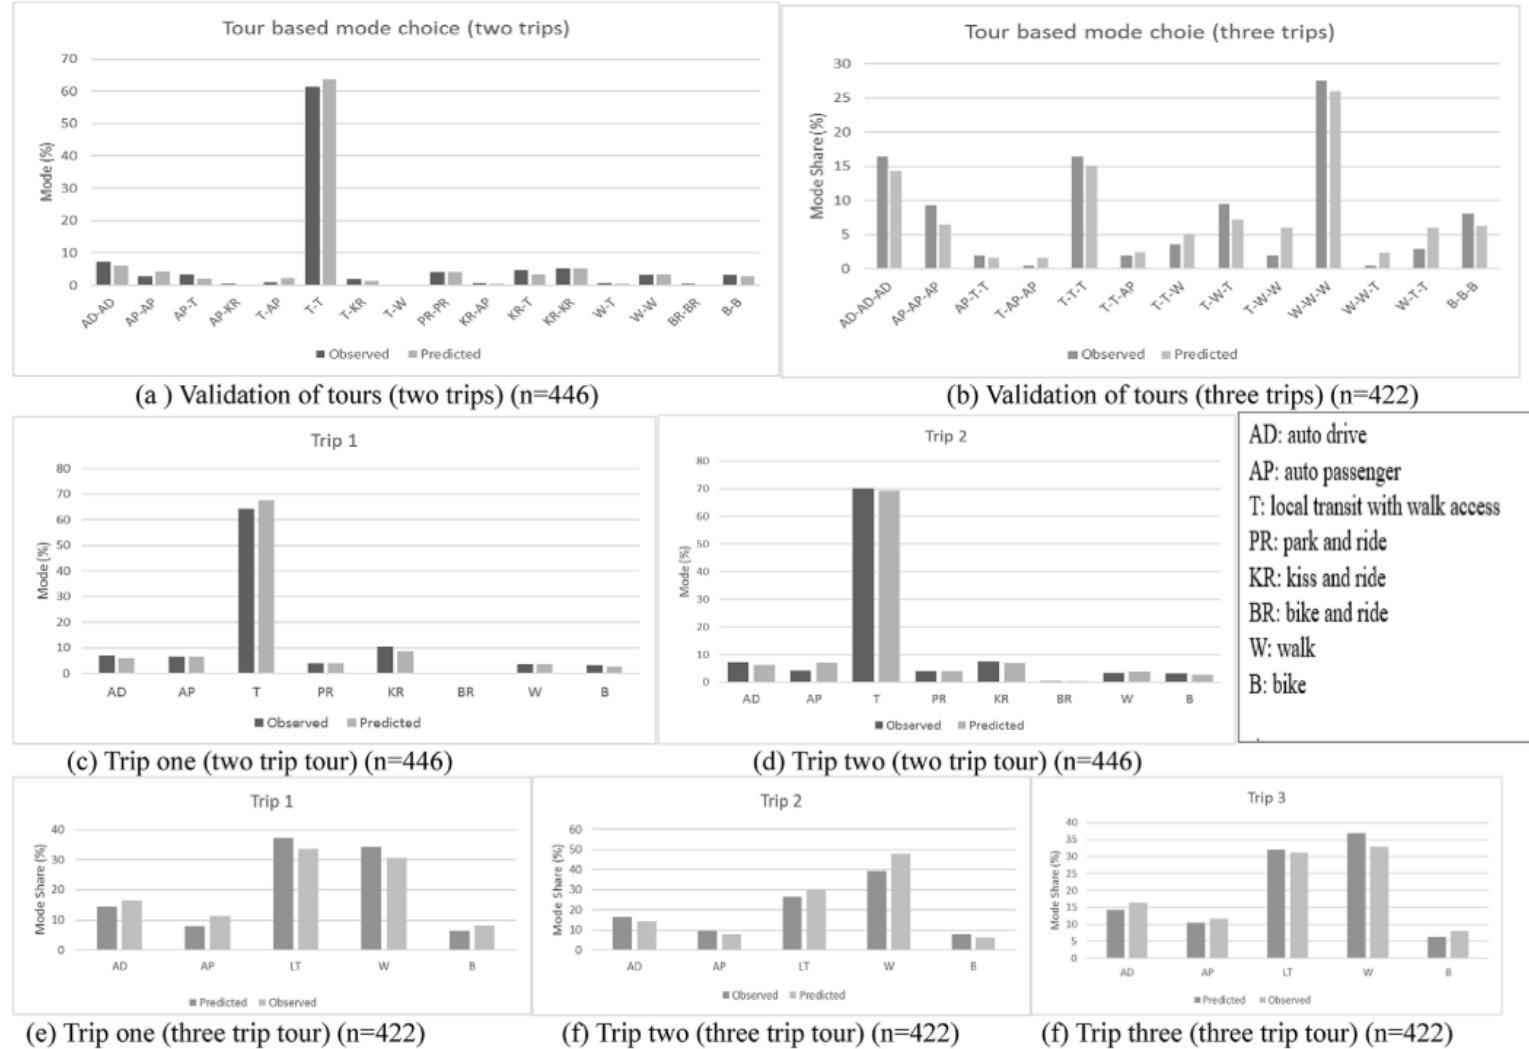 Tour based mode choice (two trips)
70
60
50
40
30
20
10
0
Mode (%)
AD-AD AP-AP AP-T AP-KR T-AP T-T T-KR T-W PR-PR KR-AP KR-T KR-KR W-T W-W BR-BR B-B
Observed Predicted
(a ) Validation of tours (two trips) (n=446)
Tour based mode choie (three trips)
30
25
20
15
10
5
0
Mode Share (%)
AD-AD-AD AP-AP-AP AP-T-T T-AP-AP T-T-T T-T-AP T-T-W T-W-T T-W-W W-W-W W-W-T W-T-T B-B-B
Observed Predicted
(b) Validation of tours (three trips) (n=422)
Trip 1
80
70
60
50
40
30
20
10
0
Mode (%)
AD AP T PR KR BR W B
Observed Predicted
(c) Trip one (two trip tour) (n=446)
Trip 2
80
70
60
50
40
30
20
10
0
Mode (%)
AD AP T PR KR BR W B
Observed Predicted
(d) Trip two (two trip tour) (n=446)
AD: auto drive
AP: auto passenger
T: local transit with walk access
PR: park and ride
KR: kiss and ride
BR: bike and ride
W: walk
B: bike
Trip 1
40
30
20
10
0
Mode Share (%)
AD AP LT W B
Predicted Observed
(e) Trip one (three trip tour) (n=422)
Trip 2
60
50
40
30
20
10
0
Mode Share (%)
AD AP LT W B
Observed Predicted
(f) Trip two (three trip tour) (n=422)
Trip 3
40
35
30
25
20
15
10
5
0
Mode Share (%)
AD AP LT W B
Predicted Observed
(f) Trip three (three trip tour) (n=422)